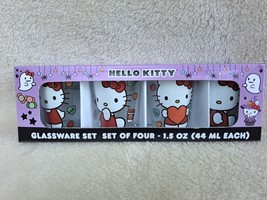 HELLO KITTY
GLASSWARE SET SET OF FOUR - 1.5 OZ (44 ML EACH)